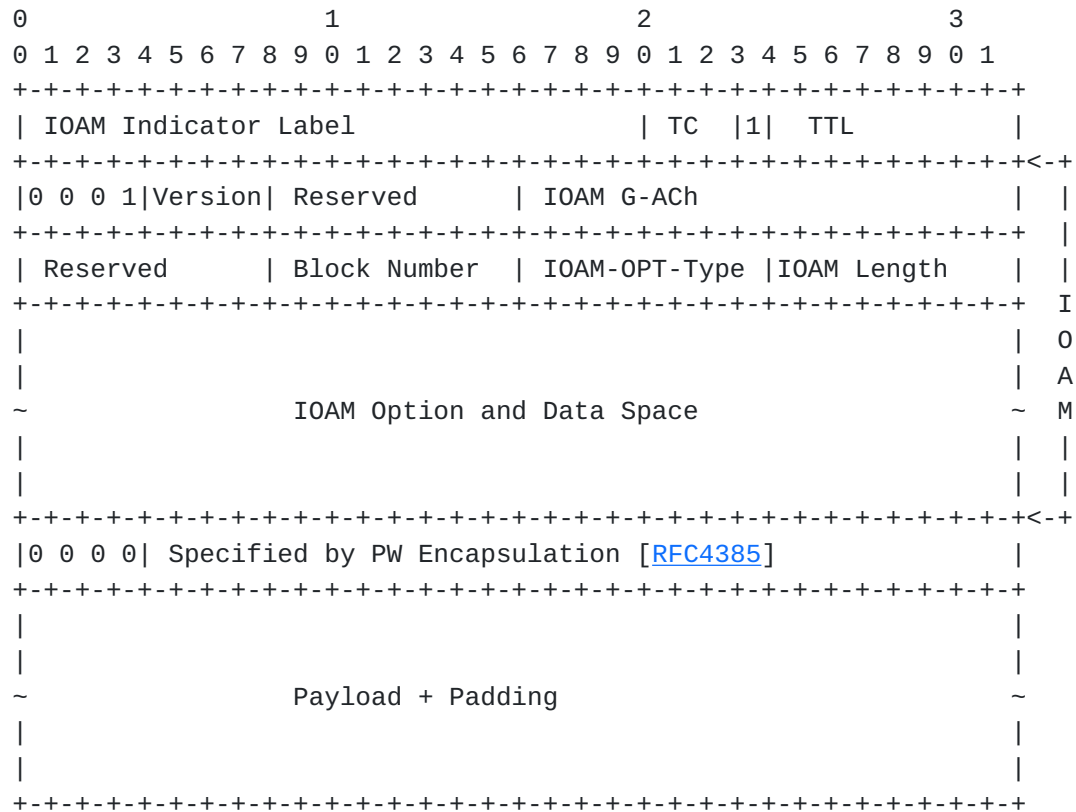 0                   1                   2                   3
0 1 2 3 4 5 6 7 8 9 0 1 2 3 4 5 6 7 8 9 0 1 2 3 4 5 6 7 8 9 0 1
+-+-+-+-+-+-+-+-+-+-+-+-+-+-+-+-+-+-+-+-+-+-+-+-+-+-+-+-+-+-+-+-+
| IOAM Indicator Label                  | TC  |1|  TTL          |
+-+-+-+-+-+-+-+-+-+-+-+-+-+-+-+-+-+-+-+-+-+-+-+-+-+-+-+-+-+-+-+-+<-+
|0 0 0 1|Version| Reserved      | IOAM G-ACh                    |  |
+-+-+-+-+-+-+-+-+-+-+-+-+-+-+-+-+-+-+-+-+-+-+-+-+-+-+-+-+-+-+-+-+  |
| Reserved      | Block Number  | IOAM-OPT-Type |IOAM Length    |  |
+-+-+-+-+-+-+-+-+-+-+-+-+-+-+-+-+-+-+-+-+-+-+-+-+-+-+-+-+-+-+-+-+  I
|                                                               |  O
|                                                               |  A
~                 IOAM Option and Data Space                    ~  M
|                                                               |  |
|                                                               |  |
+-+-+-+-+-+-+-+-+-+-+-+-+-+-+-+-+-+-+-+-+-+-+-+-+-+-+-+-+-+-+-+-+<-+
|0 0 0 0| Specified by PW Encapsulation [RFC4385]               |
+-+-+-+-+-+-+-+-+-+-+-+-+-+-+-+-+-+-+-+-+-+-+-+-+-+-+-+-+-+-+-+-+
|                                                               |
|                                                               |
~                 Payload + Padding                             ~
|                                                               |
|                                                               |
+-+-+-+-+-+-+-+-+-+-+-+-+-+-+-+-+-+-+-+-+-+-+-+-+-+-+-+-+-+-+-+-+